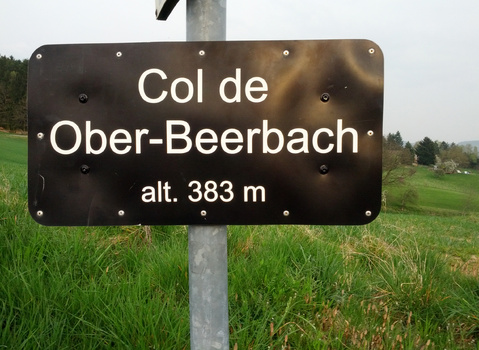 Col de
Ober-Beerbach
alt. 383 m